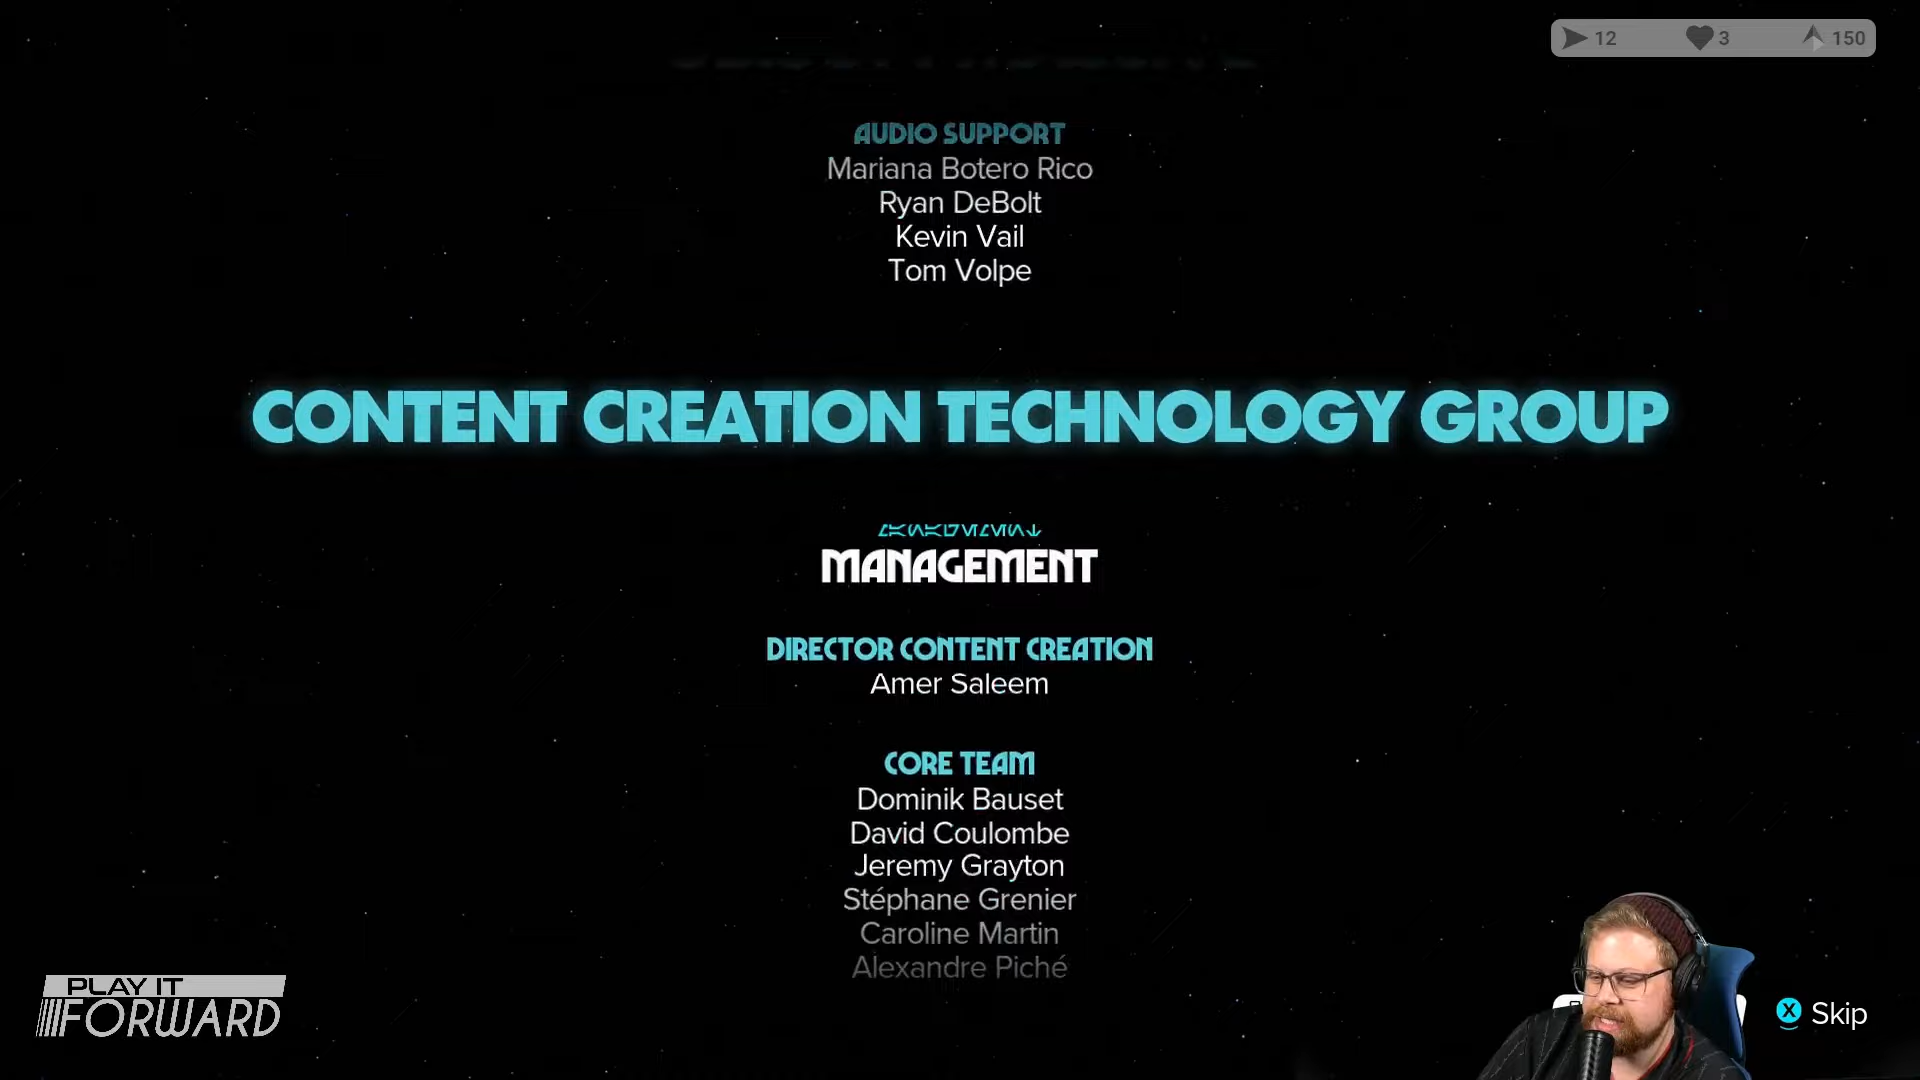 12 3 150
AUDIO SUPPORT
Mariana Botero Rico
Ryan DeBolt
Kevin Vail
Tom Volpe
CONTENT CREATION TECHNOLOGY GROUP
MANAGEMENT
DIRECTOR CONTENT CREATION
Amer Saleem
CORE TEAM
Dominik Bauset
David Coulombe
Jeremy Grayton
Stéphane Grenier
Caroline Martin
Alexandre Piché
PLAY IT
FORWARD
X Skip